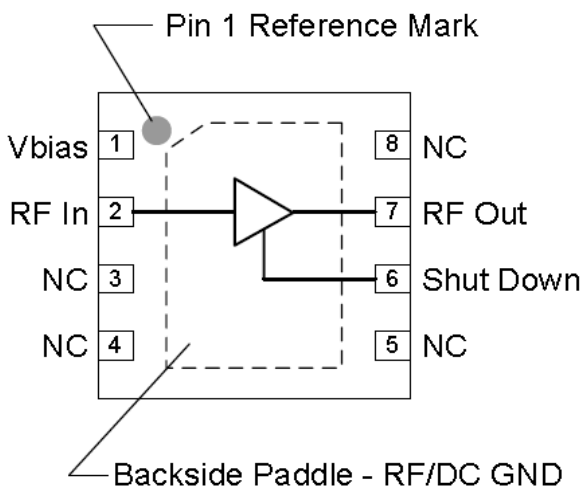 Pin 1 Reference Mark
Vbias 1
8 NC
RF In 2
7 RF Out
NC 3
6 Shut Down
NC 4
5 NC
Backside Paddle - RF/DC GND